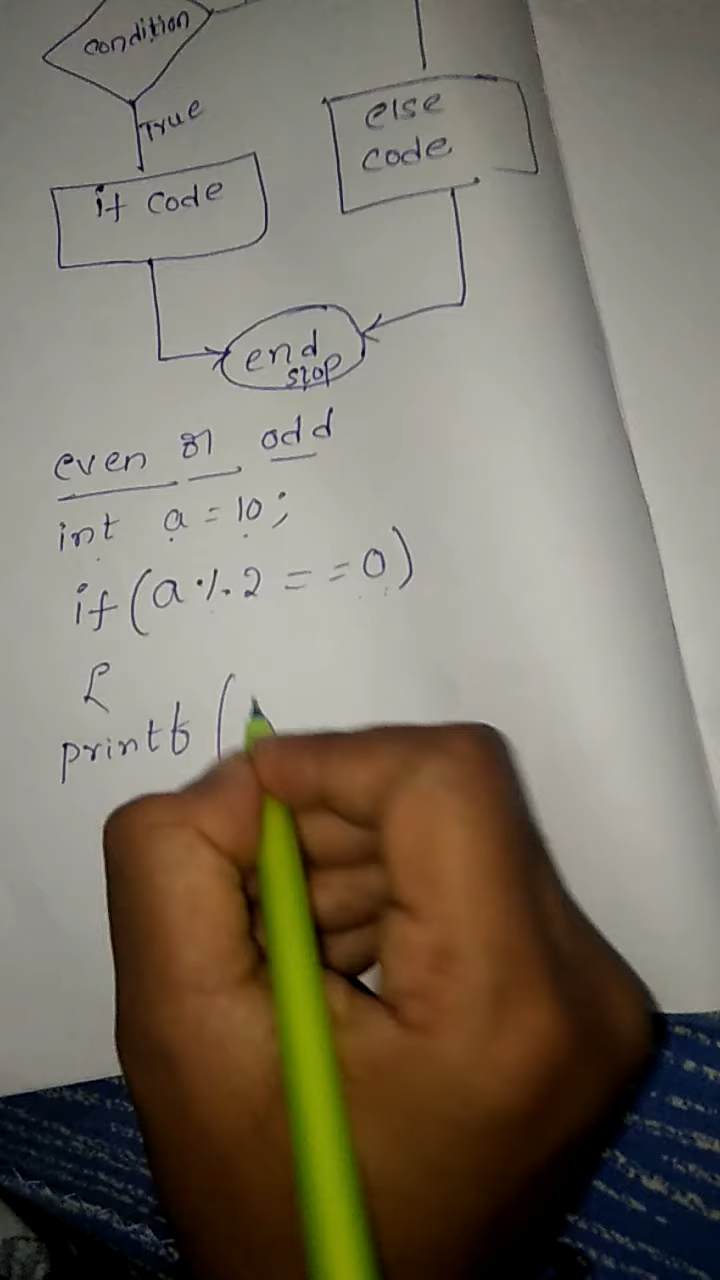 condition
True
else
code
if code
end
stop
even or odd
int a = 10;
if (a % 2 = = 0)
{
printf (